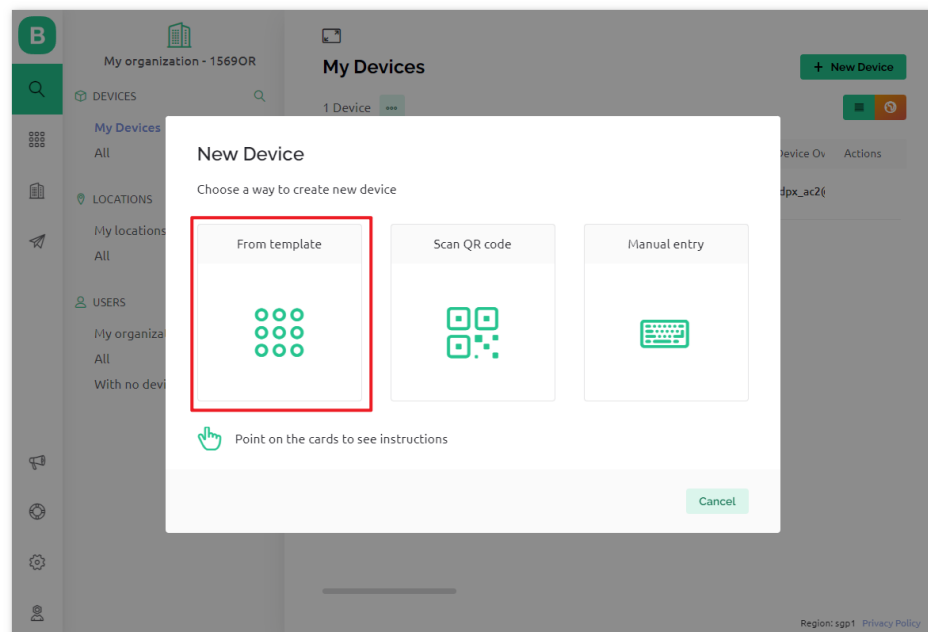 B
My organization - 1569OR
DEVICES
My Devices
All
LOCATIONS
My locations
All
USERS
My organiza
All
With no devi
My Devices
+ New Device
1 Device
Device Ov Actions
dpx_ac2(
New Device
Choose a way to create new device
From template
Scan QR code
Manual entry
Point on the cards to see instructions
Cancel
Region: sgp1 Privacy Policy